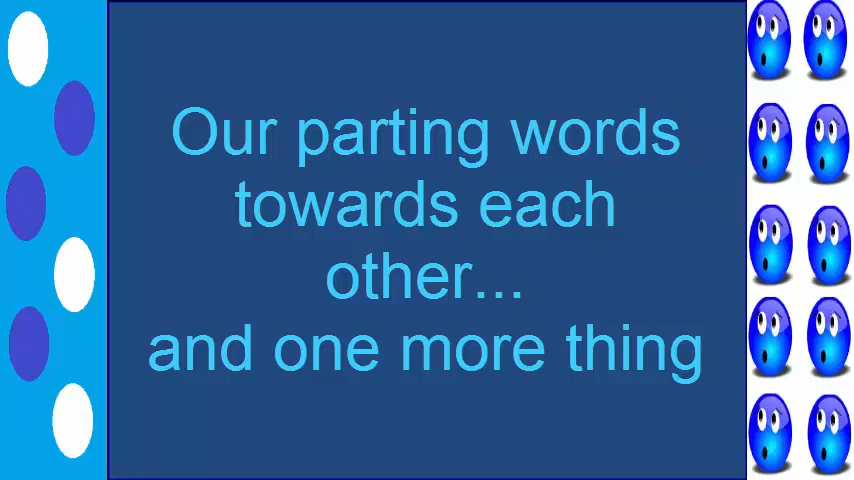 Our parting words
towards each
other...
and one more thing